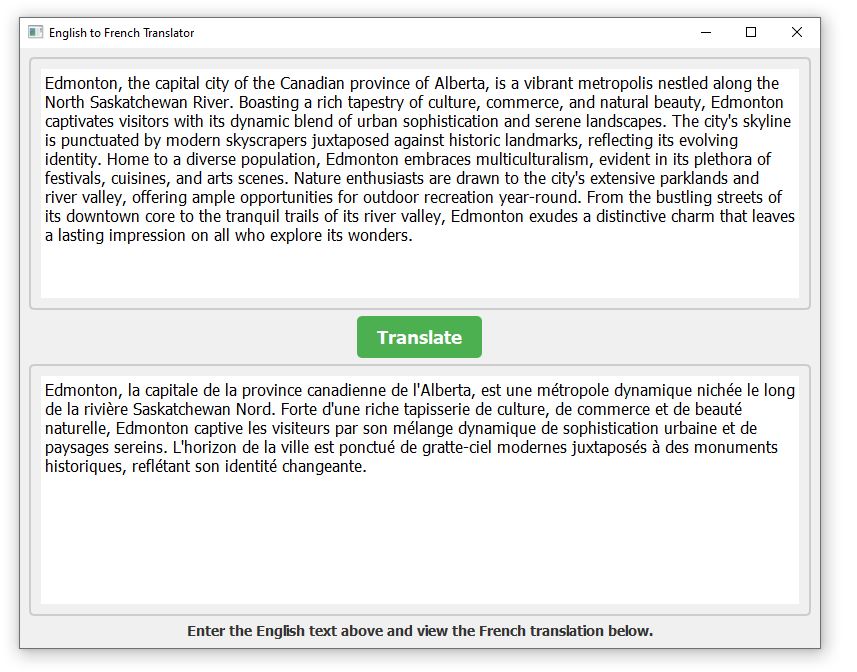 English to French Translator
Edmonton, the capital city of the Canadian province of Alberta, is a vibrant metropolis nestled along the
North Saskatchewan River. Boasting a rich tapestry of culture, commerce, and natural beauty, Edmonton
captivates visitors with its dynamic blend of urban sophistication and serene landscapes. The city's skyline
is punctuated by modern skyscrapers juxtaposed against historic landmarks, reflecting its evolving
identity. Home to a diverse population, Edmonton embraces multiculturalism, evident in its plethora of
festivals, cuisines, and arts scenes. Nature enthusiasts are drawn to the city's extensive parklands and
river valley, offering ample opportunities for outdoor recreation year-round. From the bustling streets of
its downtown core to the tranquil trails of its river valley, Edmonton exudes a distinctive charm that leaves
a lasting impression on all who explore its wonders.
Translate
Edmonton, la capitale de la province canadienne de l'Alberta, est une métropole dynamique nichée le long
de la rivière Saskatchewan Nord. Forte d'une riche tapisserie de culture, de commerce et de beauté
naturelle, Edmonton captive les visiteurs par son mélange dynamique de sophistication urbaine et de
paysages sereins. L'horizon de la ville est ponctué de gratte-ciel modernes juxtaposés à des monuments
historiques, reflétant son identité changeante.
Enter the English text above and view the French translation below.